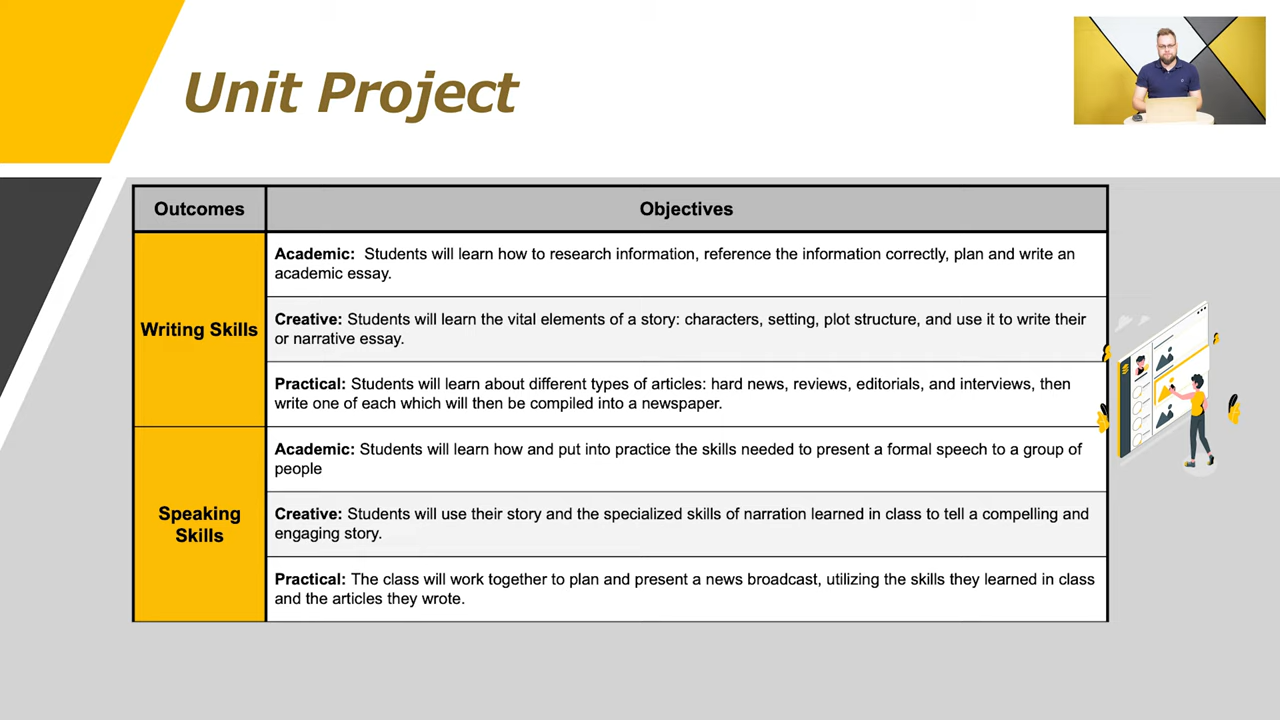 Unit Project
Outcomes
Objectives
Writing Skills
Academic:  Students will learn how to research information, reference the information correctly, plan and write an
academic essay.
Creative: Students will learn the vital elements of a story: characters, setting, plot structure, and use it to write their
or narrative essay.
Practical: Students will learn about different types of articles: hard news, reviews, editorials, and interviews, then
write one of each which will then be compiled into a newspaper.
Speaking
Skills
Academic: Students will learn how and put into practice the skills needed to present a formal speech to a group of
people
Creative: Students will use their story and the specialized skills of narration learned in class to tell a compelling and
engaging story.
Practical: The class will work together to plan and present a news broadcast, utilizing the skills they learned in class
and the articles they wrote.